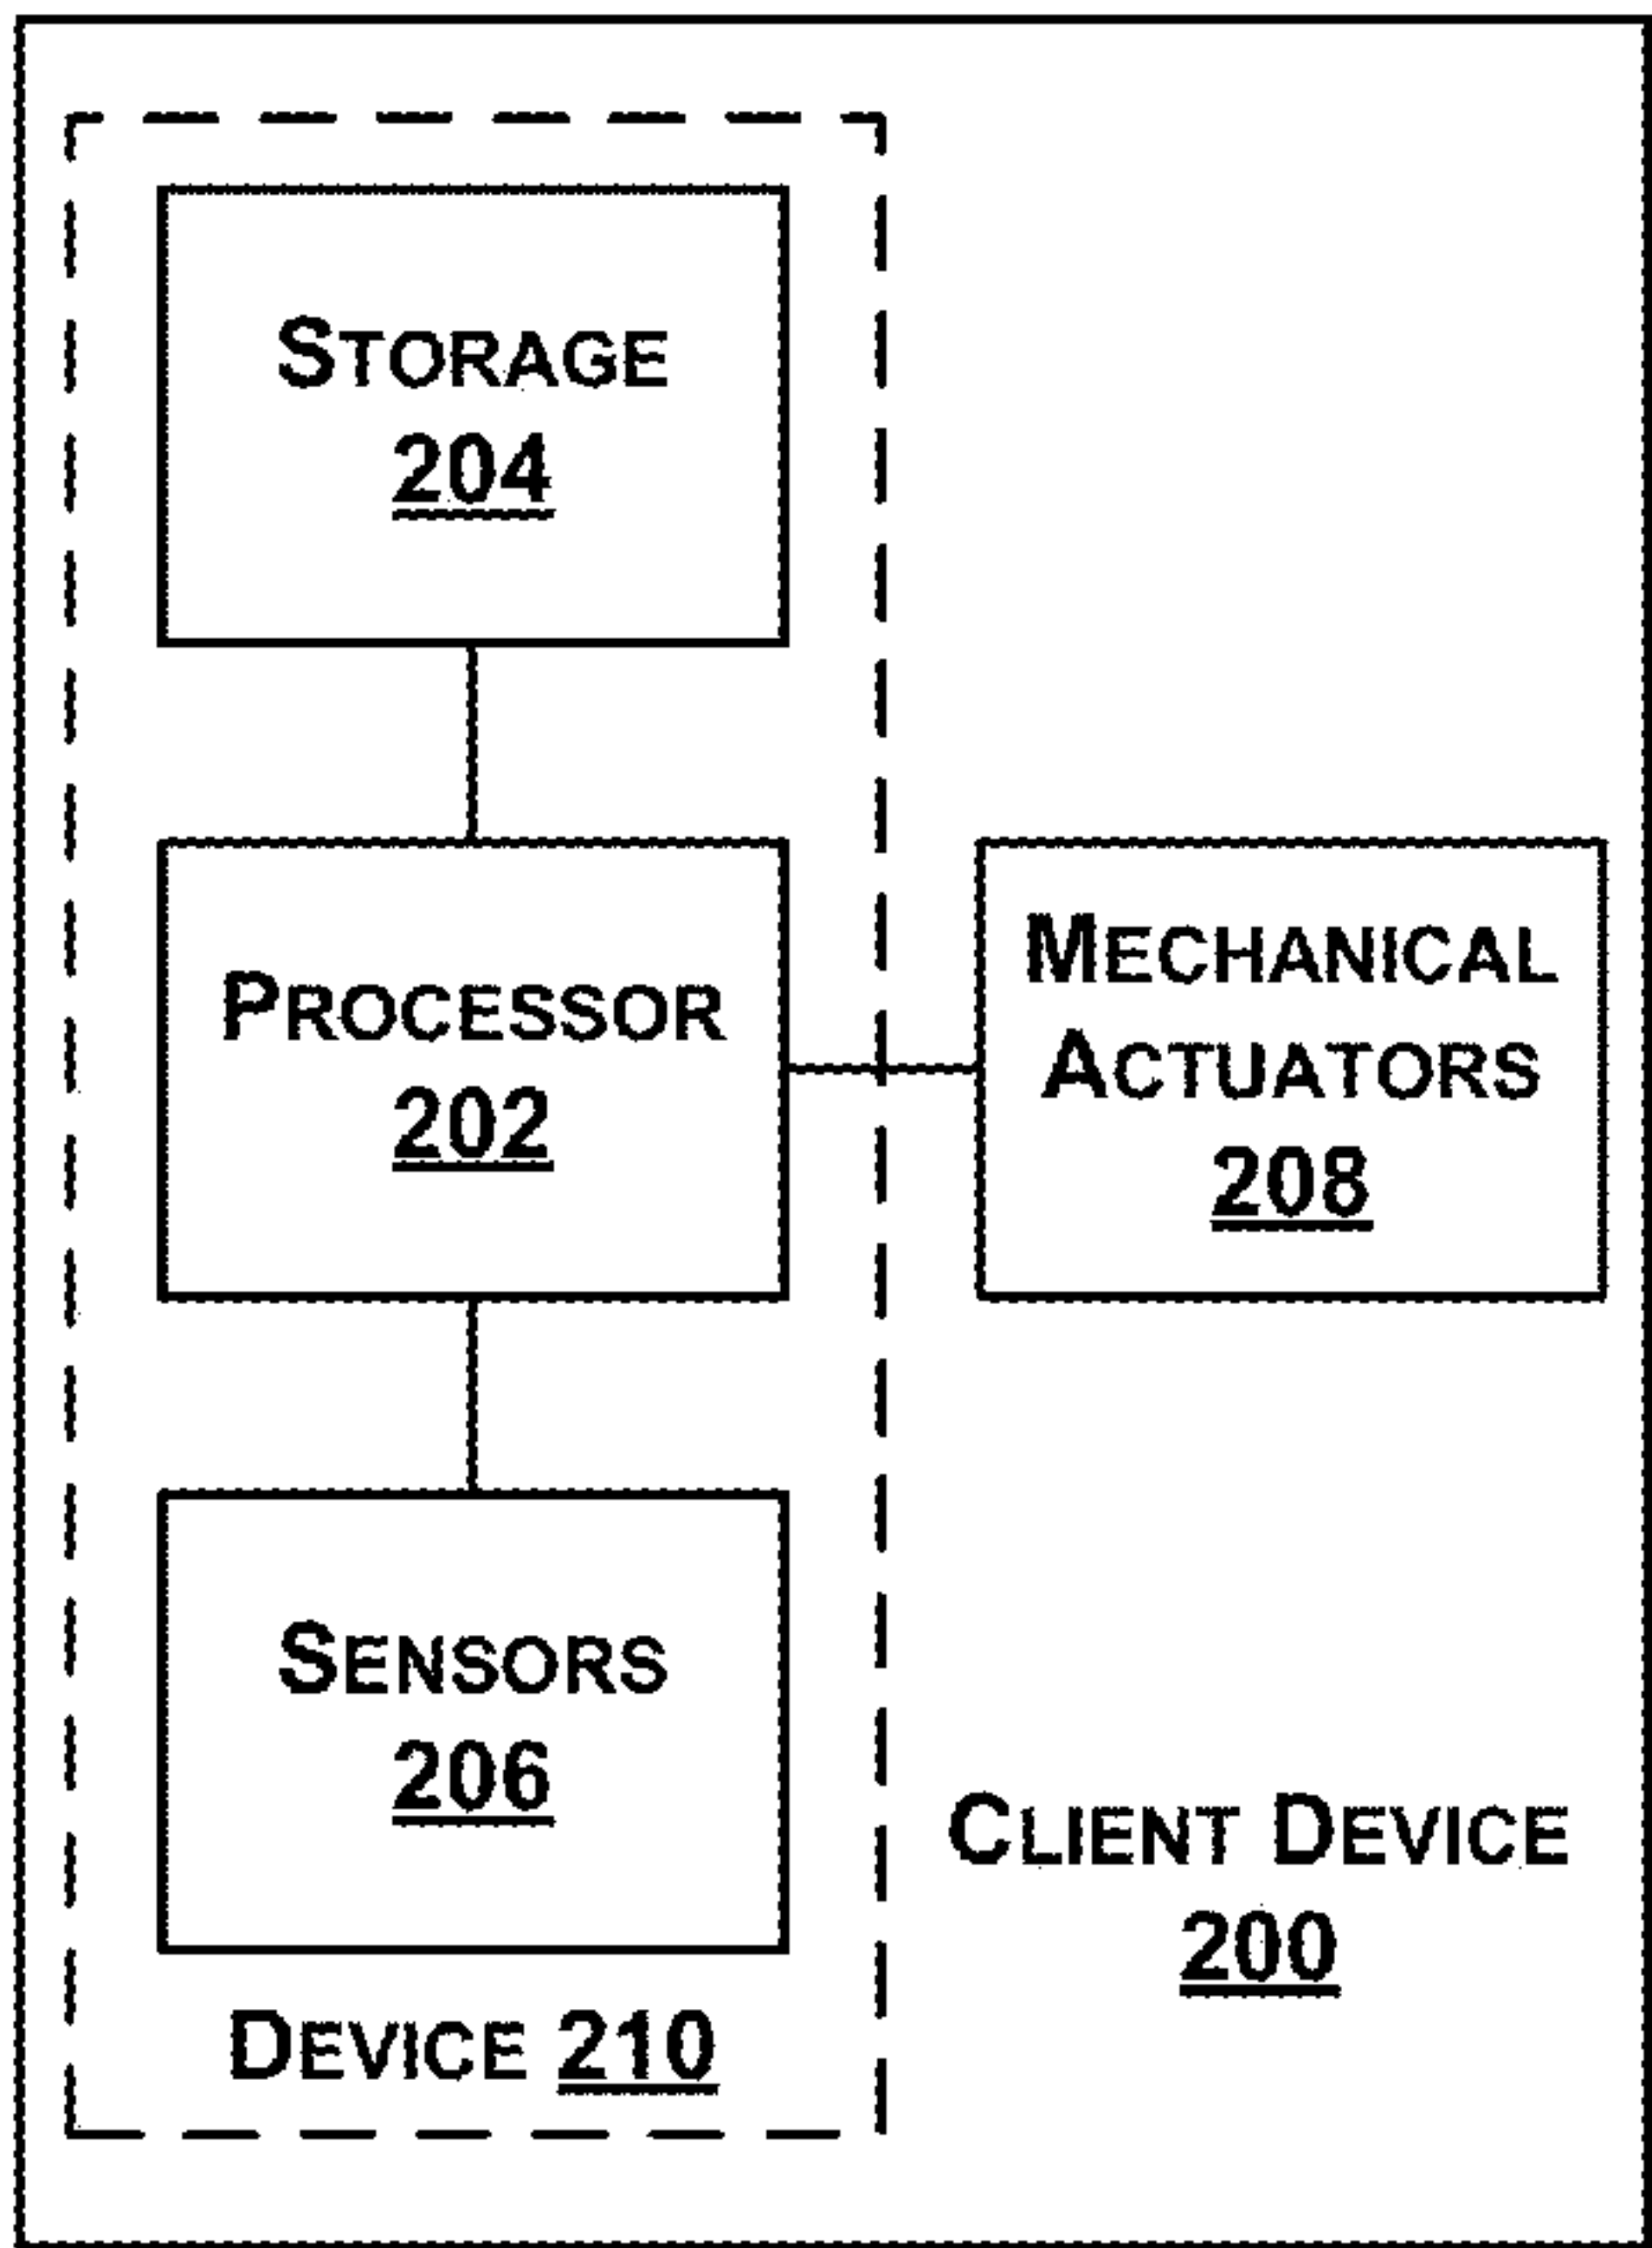 STORAGE
204
PROCESSOR
202
MECHANICAL
ACTUATORS
208
SENSORS
206
CLIENT DEVICE
200
DEVICE 210